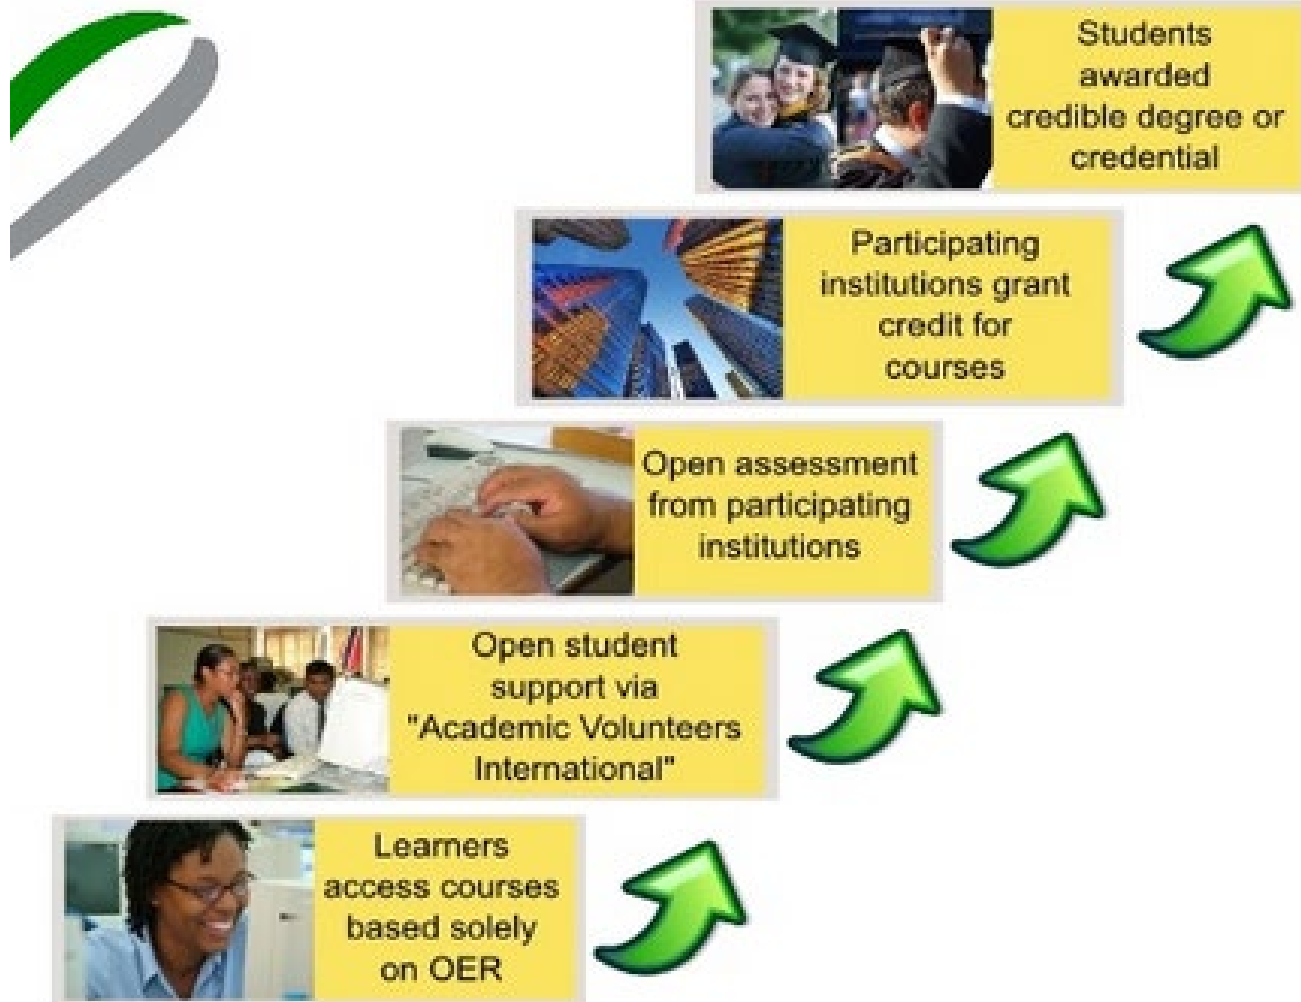 Students
awarded
credible degree or
credential
Participating
institutions grant
credit for
courses
Open assessment
from participating
institutions
Open student
support via
"Academic Volunteers
International"
Learners
access courses
based solely
on OER